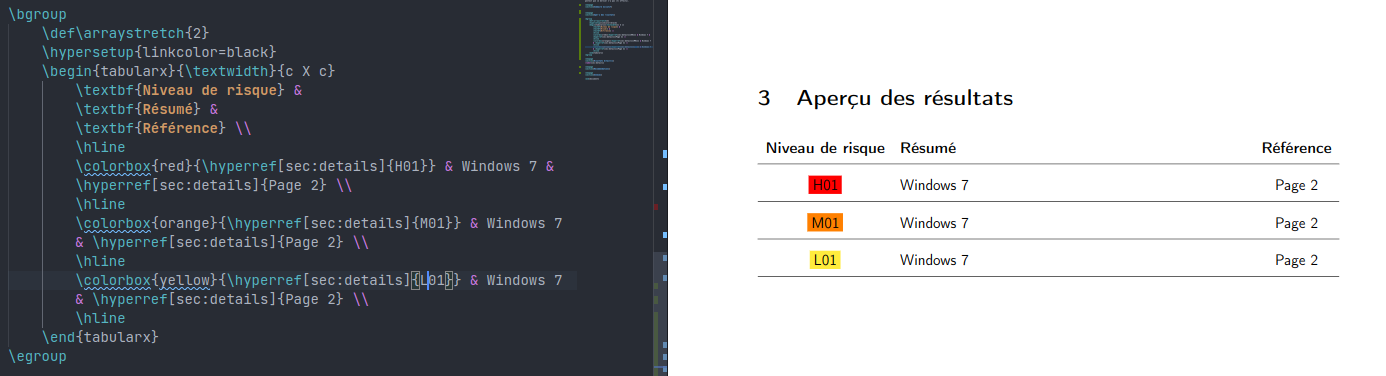 \bgroup
\def\arraystretch{2}
\hypersetup{linkcolor=black}
\begin{tabularx}{\textwidth}{c X c}
\textbf{Niveau de risque} &
\textbf{Résumé} &
\textbf{Référence} \\
\hline
\colorbox{red}{\hyperref[sec:details]{H01}} & Windows 7 &
\hyperref[sec:details]{Page 2} \\
\hline
\colorbox{orange}{\hyperref[sec:details]{M01}} & Windows 7
& \hyperref[sec:details]{Page 2} \\
\hline
\colorbox{yellow}{\hyperref[sec:details]{L01}} & Windows 7
& \hyperref[sec:details]{Page 2} \\
\hline
\end{tabularx}
\egroup
3 Aperçu des résultats
Niveau de risque Résumé Référence
H01 Windows 7 Page 2
M01 Windows 7 Page 2
L01 Windows 7 Page 2